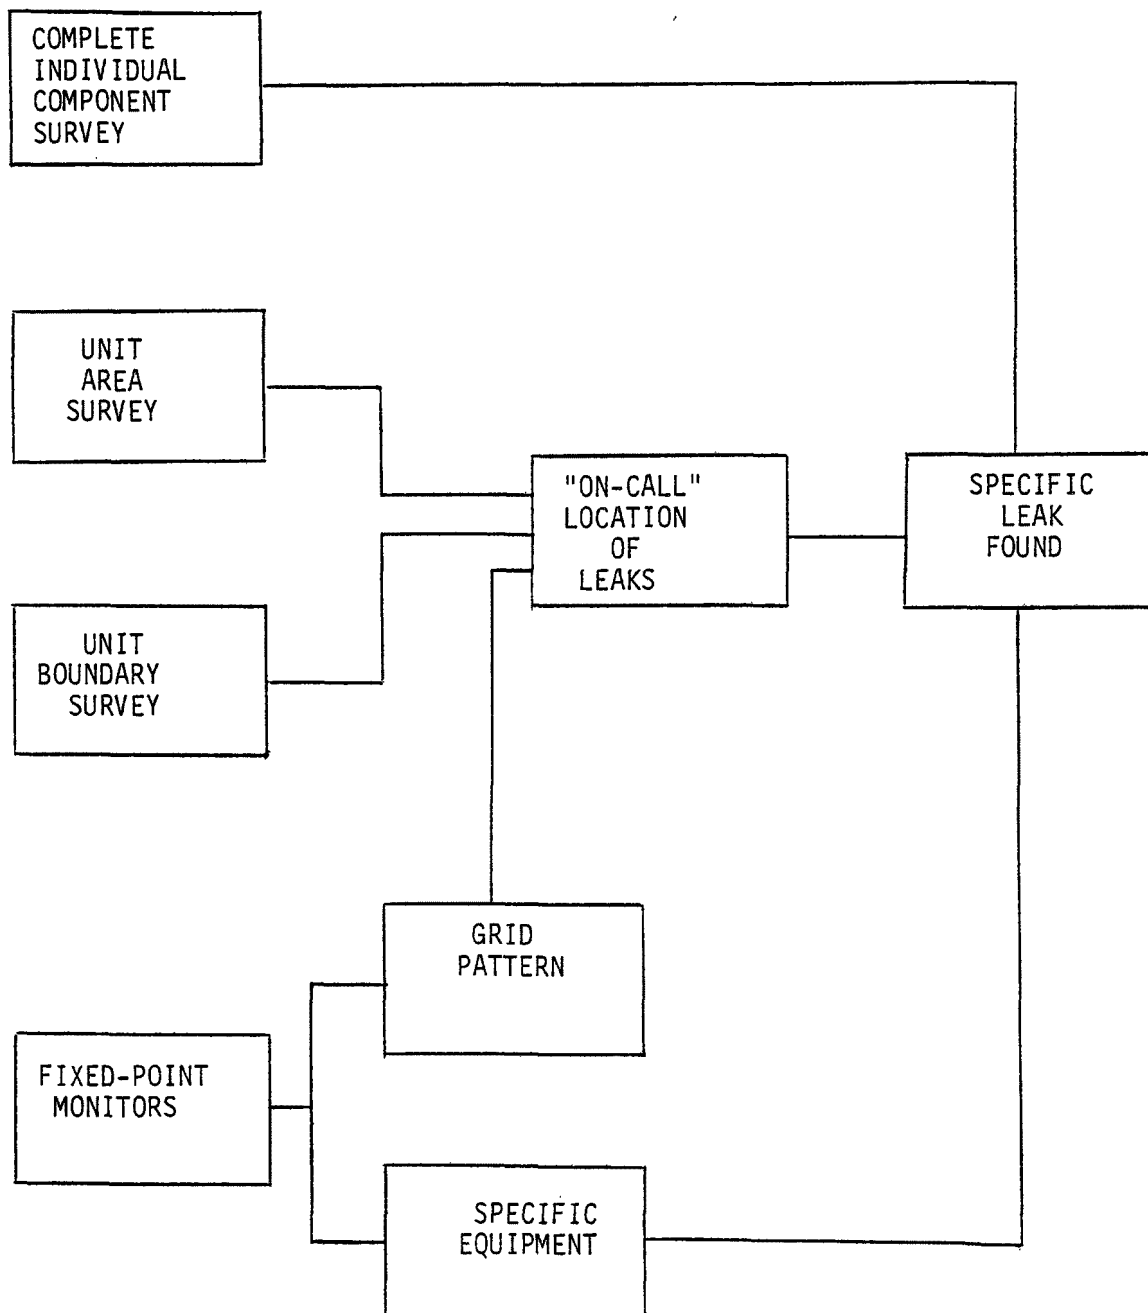 COMPLETE
INDIVIDUAL
COMPONENT
SURVEY
UNIT
AREA
SURVEY
"ON-CALL"
LOCATION
OF
LEAKS
SPECIFIC
LEAK
FOUND
UNIT
BOUNDARY
SURVEY
GRID
PATTERN
FIXED-POINT
MONITORS
SPECIFIC
EQUIPMENT